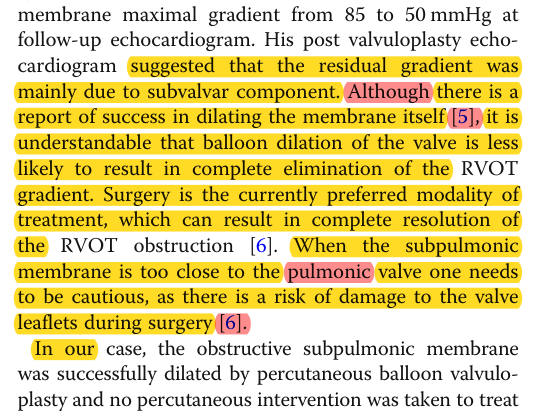 membrane maximal gradient from 85 to 50 mmHg at
follow-up echocardiogram. His post valvuloplasty echo-
cardiogram suggested that the residual gradient was
mainly due to subvalvar component. Although there is a
report of success in dilating the membrane itself [5], it is
understandable that balloon dilation of the valve is less
likely to result in complete elimination of the RVOT
gradient. Surgery is the currently preferred modality of
treatment, which can result in complete resolution of
the RVOT obstruction [6]. When the subpulmonic
membrane is too close to the pulmonic valve one needs
to be cautious, as there is a risk of damage to the valve
leaflets during surgery [6].
In our case, the obstructive subpulmonic membrane
was successfully dilated by percutaneous balloon valvulo-
plasty and no percutaneous intervention was taken to treat